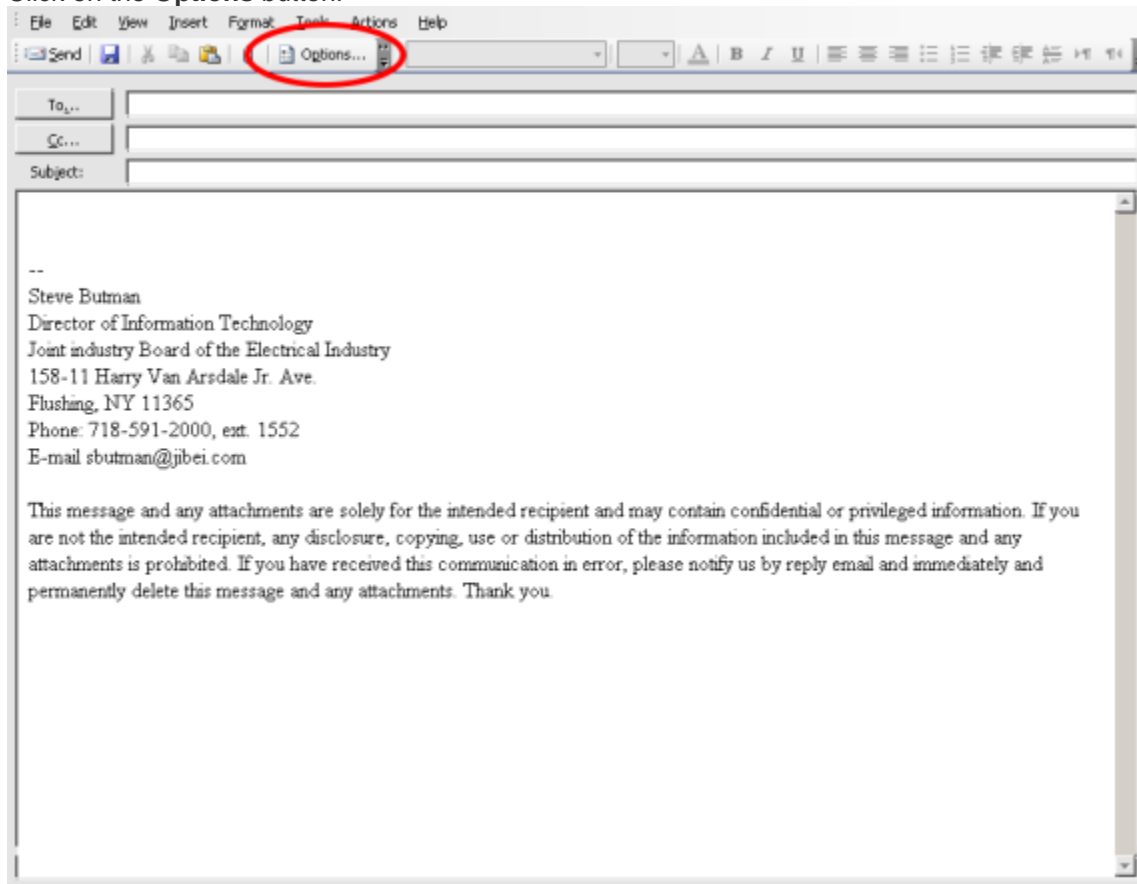 Click on the Options button.
File Edit View Insert Format Tools Actions Help
Send Options... A B I U
To...
Cc...
Subject:
--
Steve Butman
Director of Information Technology
Joint industry Board of the Electrical Industry
158-11 Harry Van Arsdale Jr. Ave.
Flushing, NY 11365
Phone: 718-591-2000, ext. 1552
E-mail sbutman@jibei.com
This message and any attachments are solely for the intended recipient and may contain confidential or privileged information. If you
are not the intended recipient, any disclosure, copying, use or distribution of the information included in this message and any
attachments is prohibited. If you have received this communication in error, please notify us by reply email and immediately and
permanently delete this message and any attachments. Thank you.